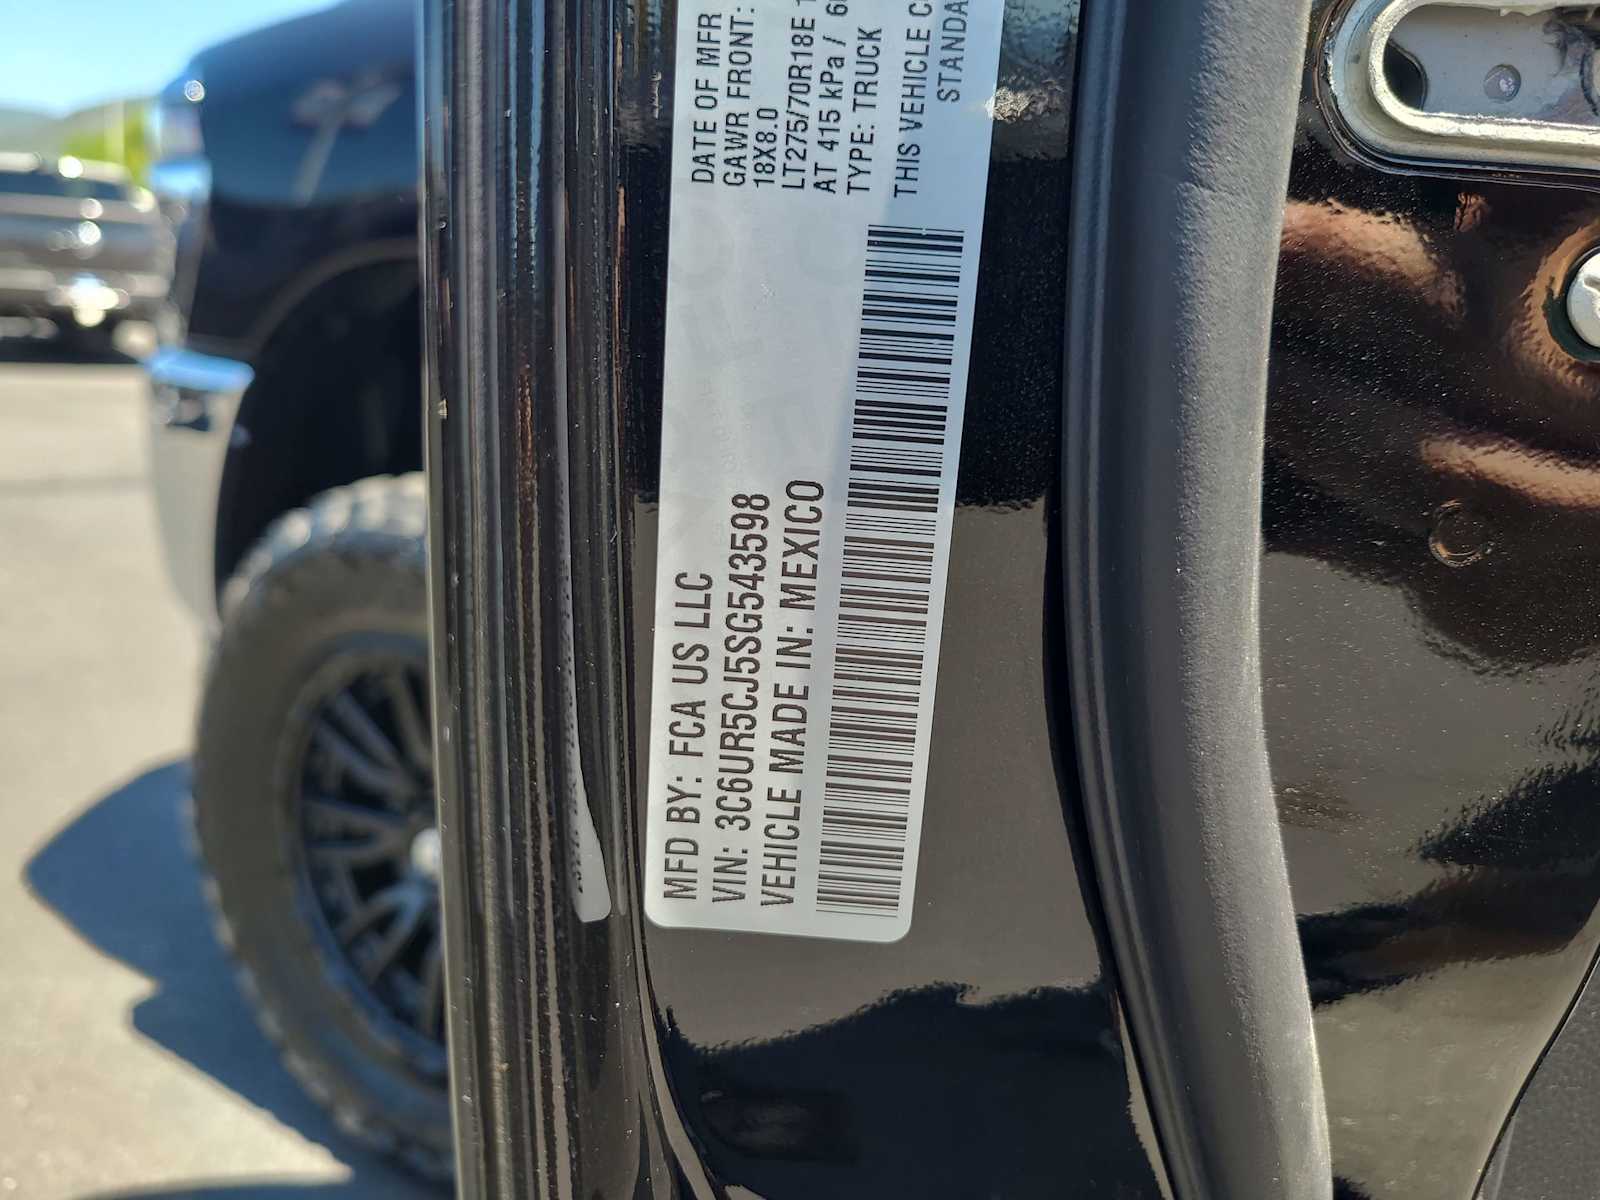 MFD BY: FCA US LLC
VIN: 3C6UR5CJ5SG543598
VEHICLE MADE IN: MEXICO
DATE OF MFR
GAWR FRONT:
18X8.0
LT275/70R18E
AT 415 kPa /
TYPE: TRUCK
THIS VEHICLE
STANDA